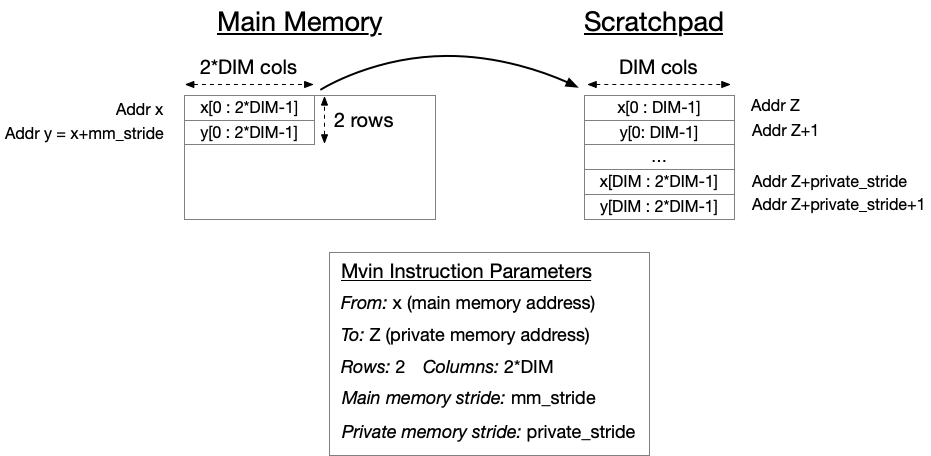 Main Memory
Scratchpad
2*DIM cols
DIM cols
Addr x
x[0 : 2*DIM-1]
2 rows
x[0 : DIM-1]
Addr Z
Addr y = x+mm_stride
y[0 : 2*DIM-1]
y[0: DIM-1]
Addr Z+1
...
x[DIM : 2*DIM-1]
Addr Z+private_stride
y[DIM : 2*DIM-1]
Addr Z+private_stride+1
Mvin Instruction Parameters
From: x (main memory address)
To: Z (private memory address)
Rows: 2 Columns: 2*DIM
Main memory stride: mm_stride
Private memory stride: private_stride